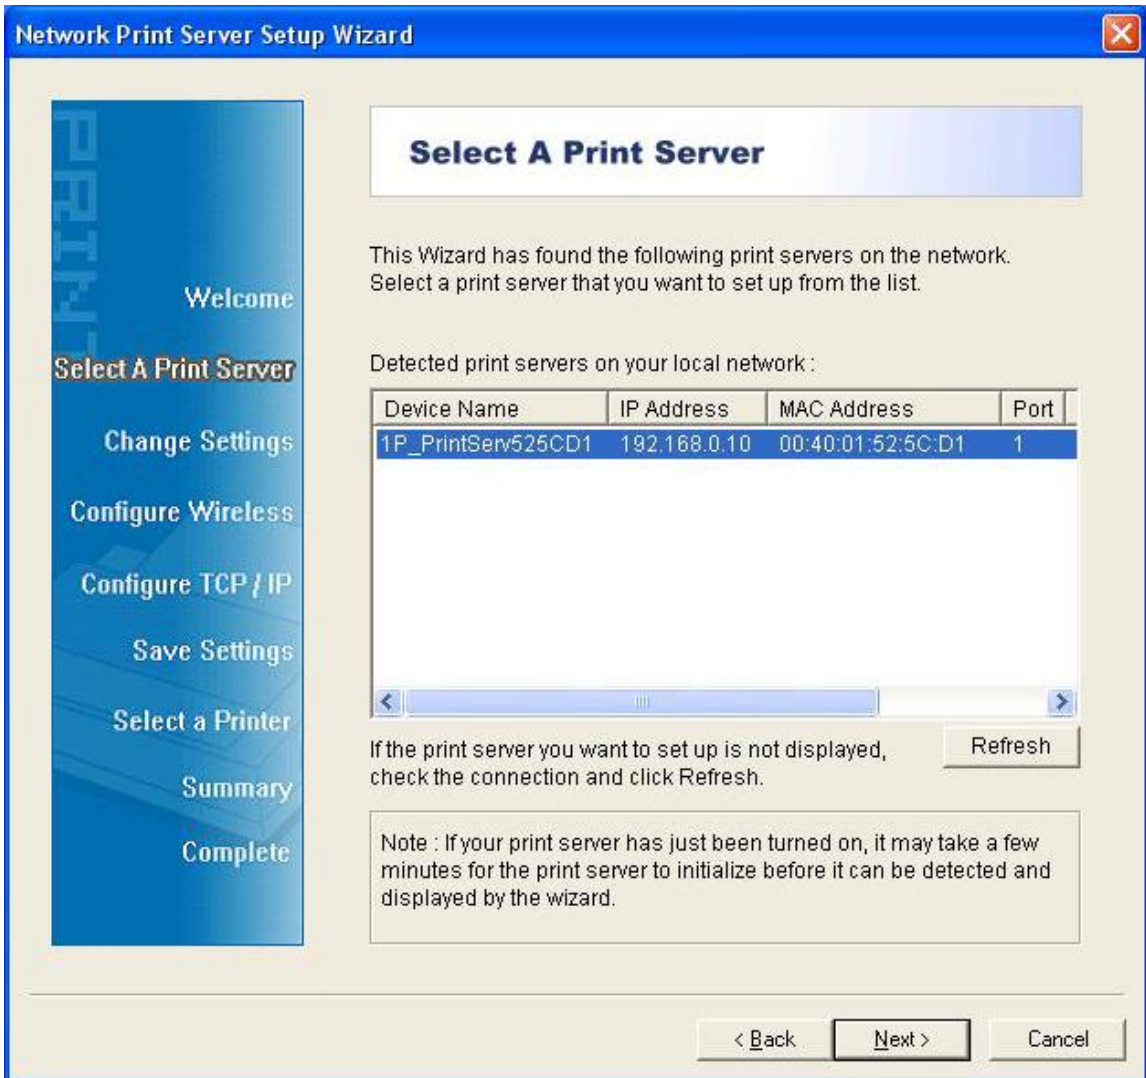 Network Print Server Setup Wizard
PRINT
Welcome
Select A Print Server
Change Settings
Configure Wireless
Configure TCP / IP
Save Settings
Select a Printer
Summary
Complete
Select A Print Server
This Wizard has found the following print servers on the network.
Select a print server that you want to set up from the list.
Detected print servers on your local network :
Device Name IP Address MAC Address Port
1P_PrintServ525CD1 192.168.0.10 00:40:01:52:5C:D1 1
If the print server you want to set up is not displayed,
check the connection and click Refresh.
Refresh
Note : If your print server has just been turned on, it may take a few
minutes for the print server to initialize before it can be detected and
displayed by the wizard.
< Back Next > Cancel